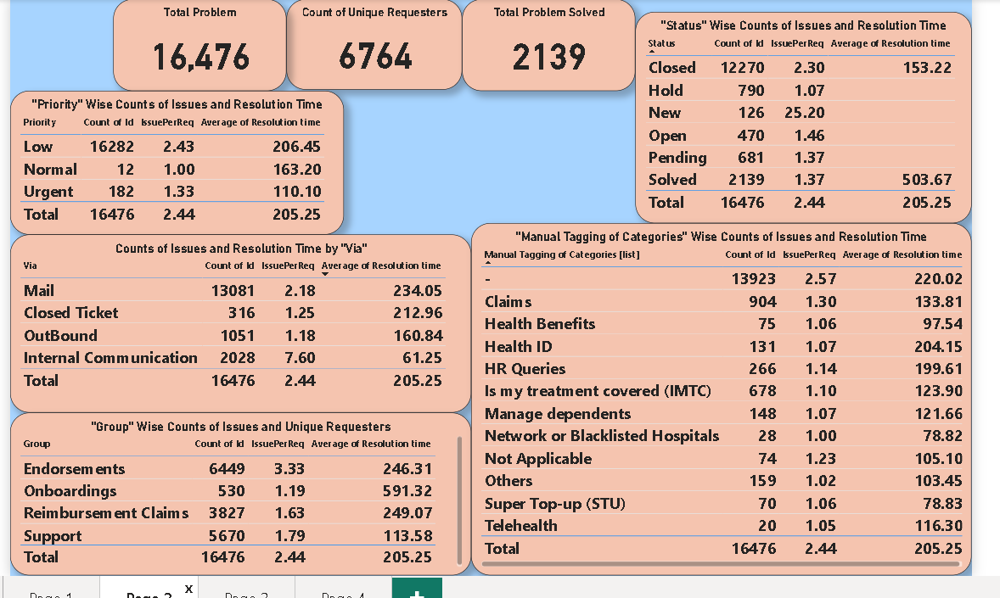 Total Problem
16,476
Count of Unique Requesters
6764
Total Problem Solved
2139
"Status" Wise Counts of Issues and Resolution Time
Status Count of Id IssuePerReq Average of Resolution time
Closed 12270 2.30 153.22
Hold 790 1.07
New 126 25.20
Open 470 1.46
Pending 681 1.37
Solved 2139 1.37 503.67
Total 16476 2.44 205.25
"Priority" Wise Counts of Issues and Resolution Time
Priority Count of Id IssuePerReq Average of Resolution time
Low 16282 2.43 206.45
Normal 12 1.00 163.20
Urgent 182 1.33 110.10
Total 16476 2.44 205.25
Counts of Issues and Resolution Time by "Via"
Via Count of Id IssuePerReq Average of Resolution time
Mail 13081 2.18 234.05
Closed Ticket 316 1.25 212.96
OutBound 1051 1.18 160.84
Internal Communication 2028 7.60 61.25
Total 16476 2.44 205.25
"Manual Tagging of Categories" Wise Counts of Issues and Resolution Time
Manual Tagging of Categories [list] Count of Id IssuePerReq Average of Resolution time
- 13923 2.57 220.02
Claims 904 1.30 133.81
Health Benefits 75 1.06 97.54
Health ID 131 1.07 204.15
HR Queries 266 1.14 199.61
Is my treatment covered (IMTC) 678 1.10 123.90
Manage dependents 148 1.07 121.66
Network or Blacklisted Hospitals 28 1.00 78.82
Not Applicable 74 1.23 105.10
Others 159 1.02 103.45
Super Top-up (STU) 70 1.06 78.83
Telehealth 20 1.05 116.30
Total 16476 2.44 205.25
"Group" Wise Counts of Issues and Unique Requesters
Group Count of Id IssuePerReq Average of Resolution time
Endorsements 6449 3.33 246.31
Onboardings 530 1.19 591.32
Reimbursement Claims 3827 1.63 249.07
Support 5670 1.79 113.58
Total 16476 2.44 205.25
Page 1 Page 2 x Page 3 Page 4 +